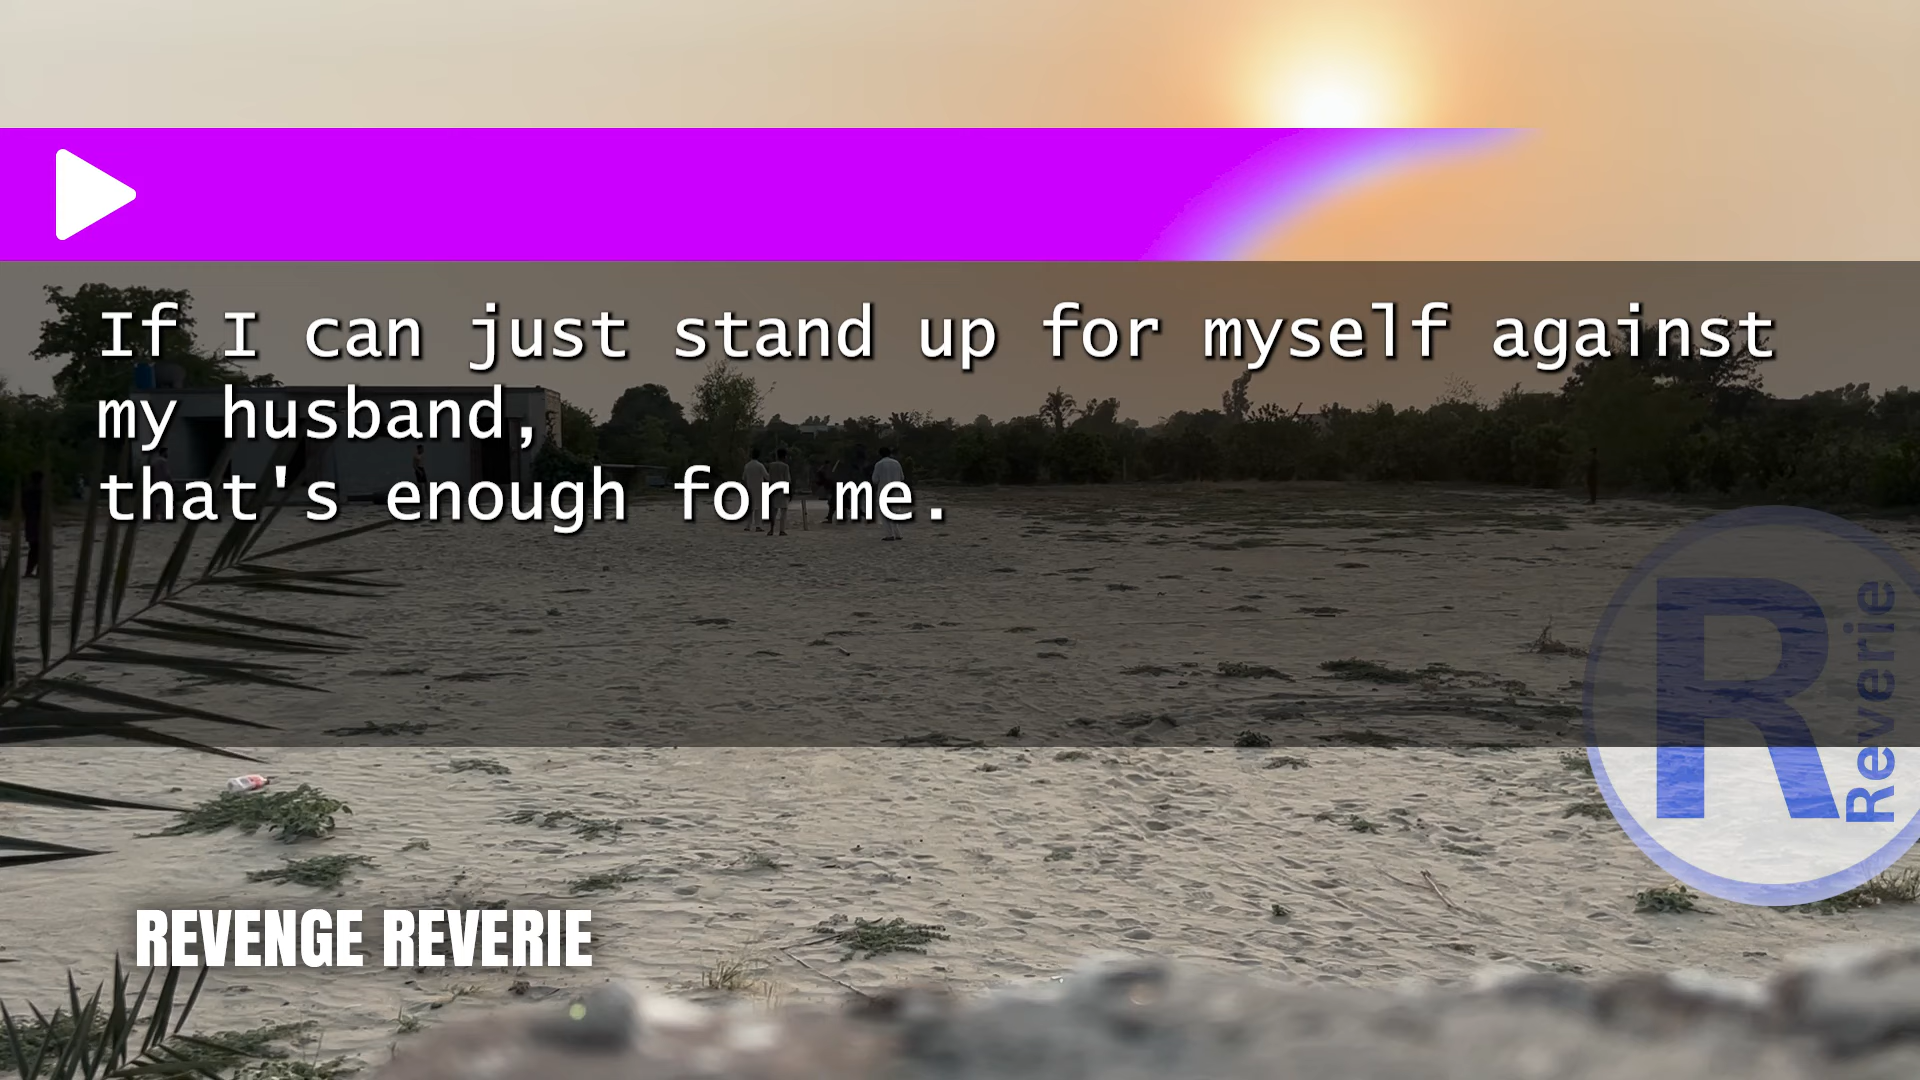 If I can just stand up for myself against
my husband,
that's enough for me.
R
Reverie
REVENGE REVERIE